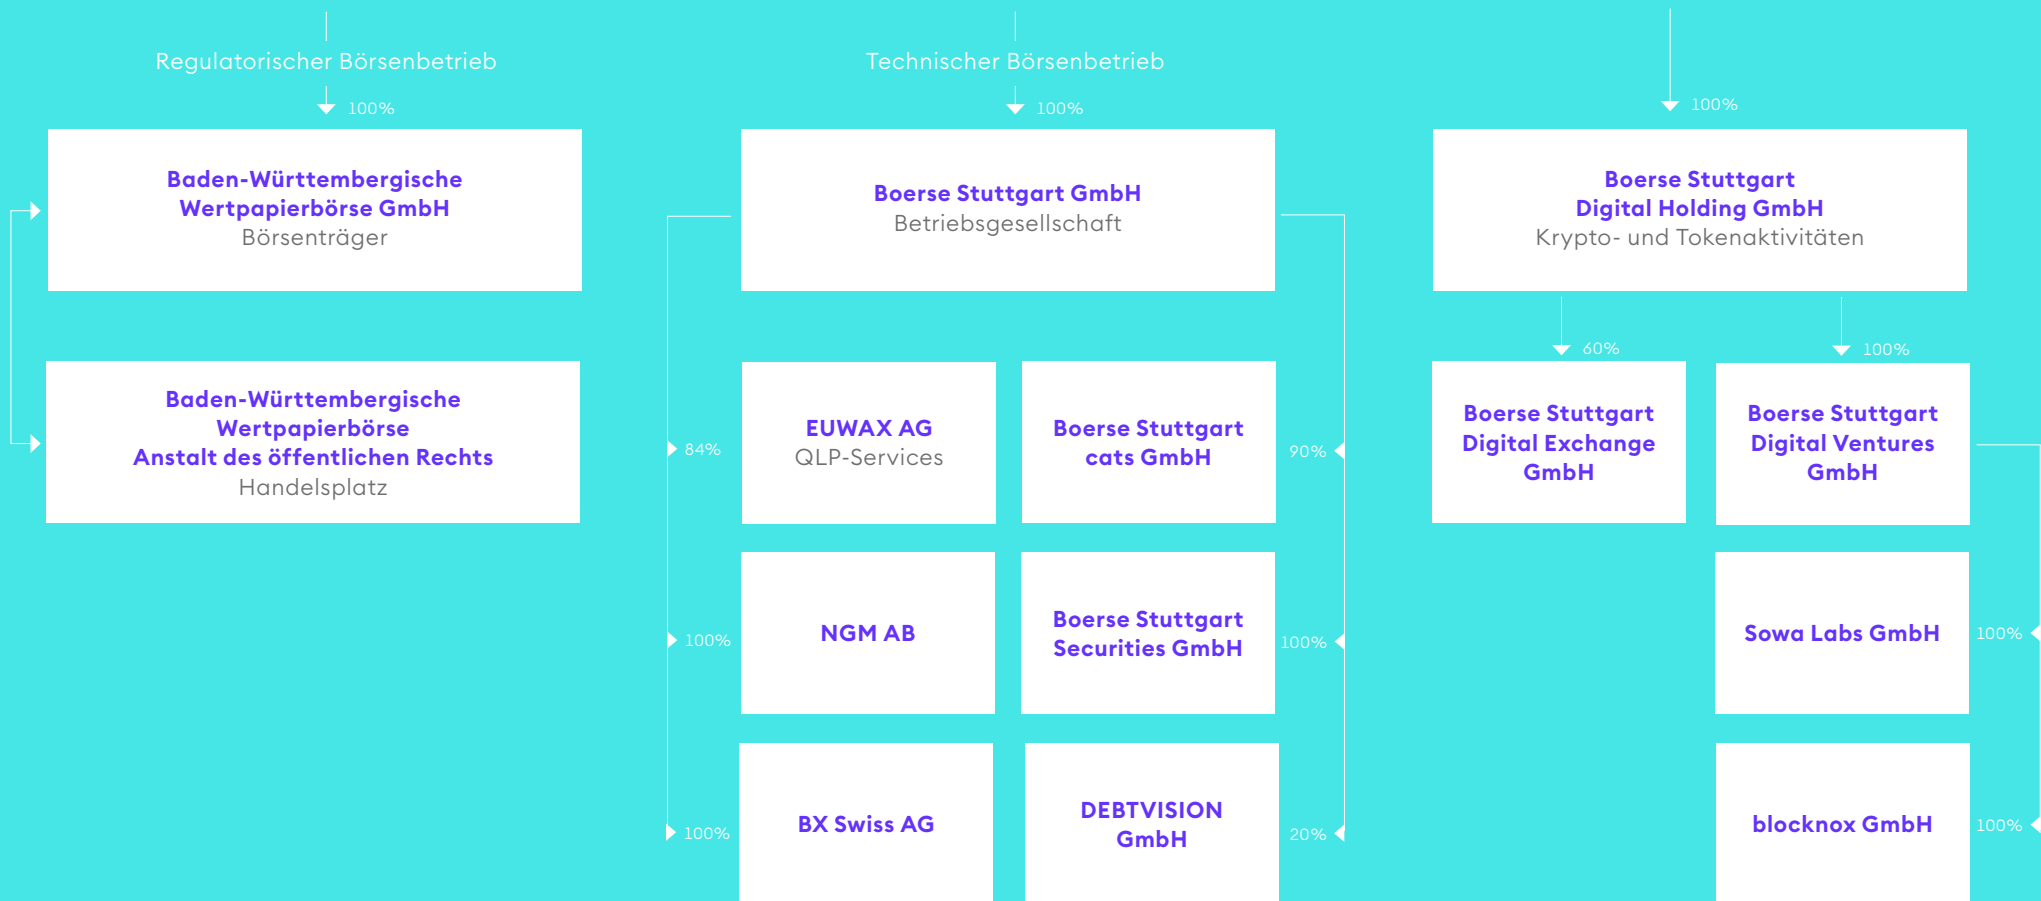 Regulatorischer Börsenbetrieb
100%
Baden-Württembergische
Wertpapierbörse GmbH
Börsenträger
Baden-Württembergische
Wertpapierbörse
Anstalt des öffentlichen Rechts
Handelsplatz
Technischer Börsenbetrieb
100%
Boerse Stuttgart GmbH
Betriebsgesellschaft
84%
EUWAX AG
QLP-Services
Boerse Stuttgart
cats GmbH
90%
100%
NGM AB
Boerse Stuttgart
Securities GmbH
100%
100%
BX Swiss AG
DEBTVISION
GmbH
20%
100%
Boerse Stuttgart
Digital Holding GmbH
Krypto- und Tokenaktivitäten
60%
Boerse Stuttgart
Digital Exchange
GmbH
100%
Boerse Stuttgart
Digital Ventures
GmbH
Sowa Labs GmbH
100%
blocknox GmbH
100%